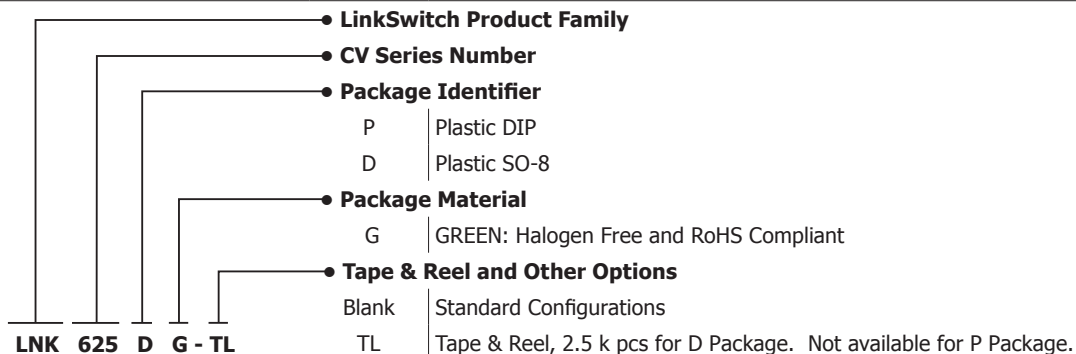 LinkSwitch Product Family
CV Series Number
Package Identifier
P Plastic DIP
D Plastic SO-8
Package Material
G GREEN: Halogen Free and RoHS Compliant
Tape & Reel and Other Options
Blank Standard Configurations
LNK 625 D G - TL TL Tape & Reel, 2.5 k pcs for D Package. Not available for P Package.